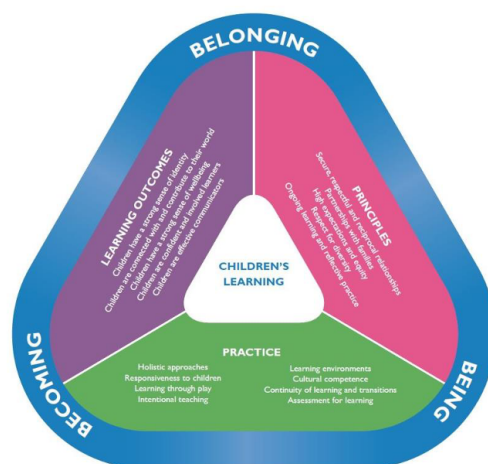 BELONGING
LEARNING OUTCOMES
Children have a strong sense of identity
Children are connected with and contribute to their world
Children have a strong sense of wellbeing
Children are confident and involved learners
Children are effective communicators
PRINCIPLES
Secure, respectful and reciprocal relationships
Partnerships with families
High expectations and equity
Respect for diversity
Ongoing learning and reflective practice
CHILDREN'S
LEARNING
PRACTICE
Holistic approaches
Responsiveness to children
Learning through play
Intentional teaching
Learning environments
Cultural competence
Continuity of learning and transitions
Assessment for learning
BECOMING
BEING